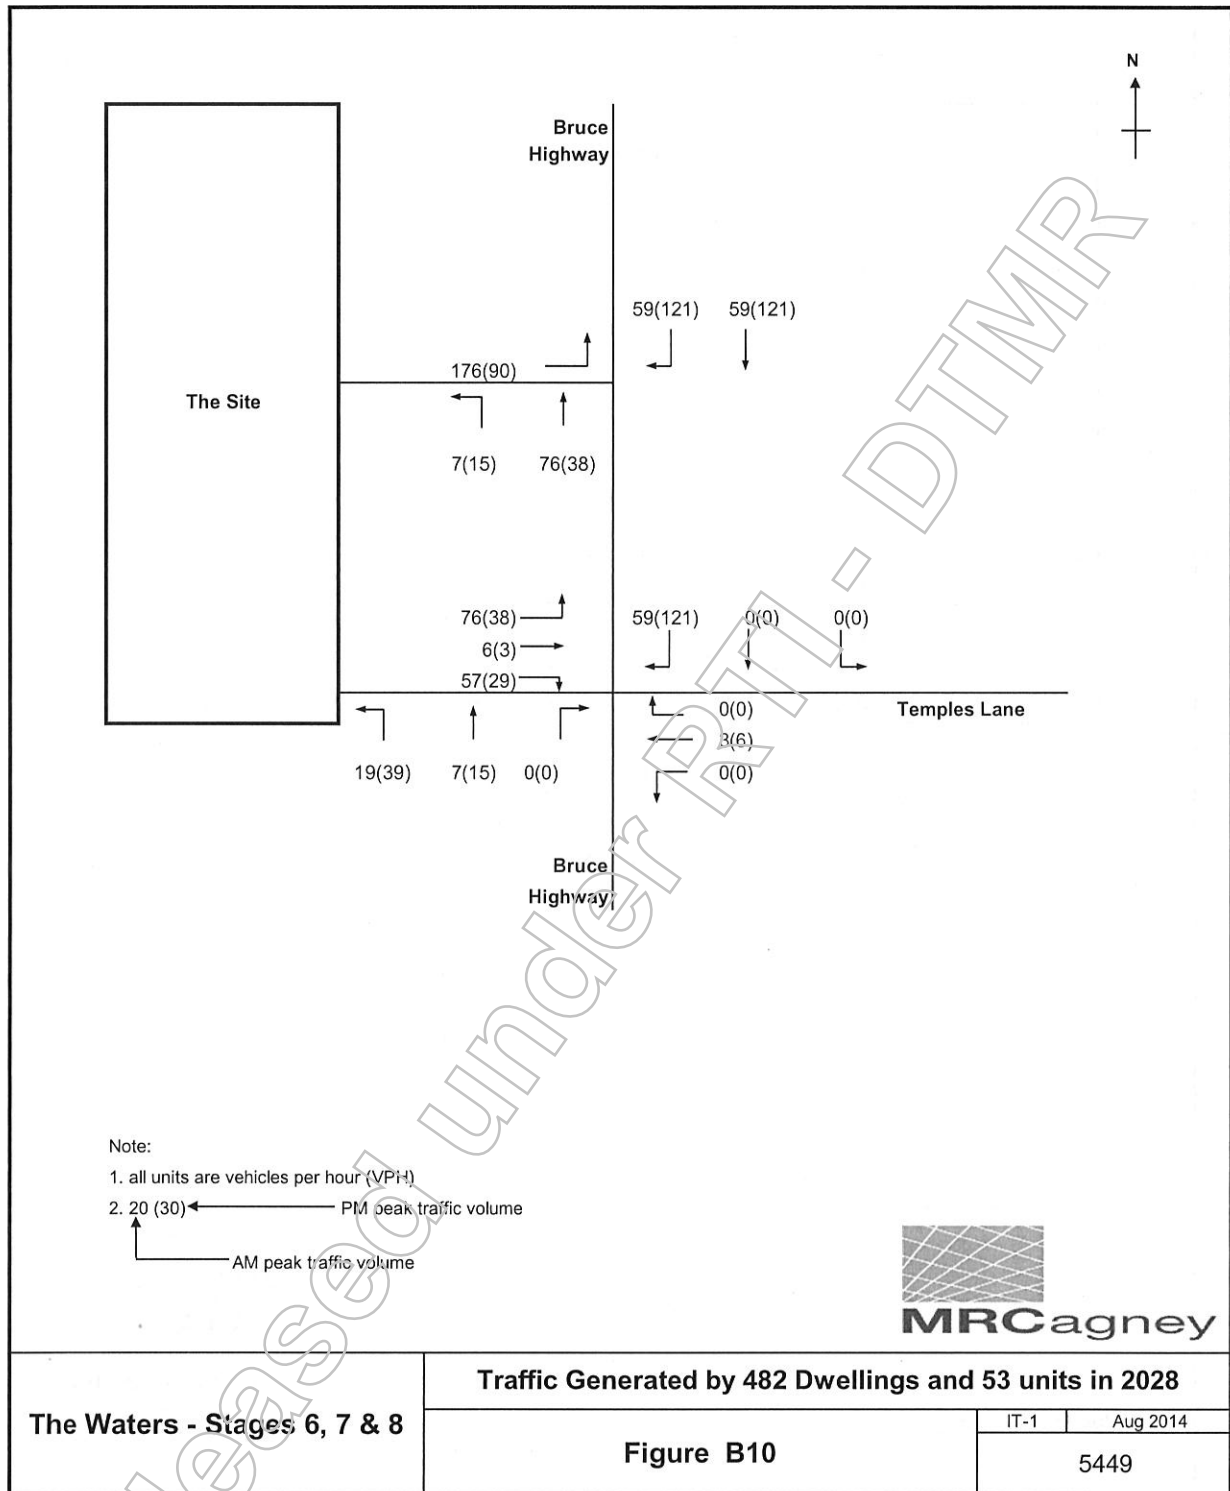 N
Bruce
Highway
59(121) 59(121)
176(90)
The Site
7(15) 76(38)
76(38) 59(121) 0(0) 0(0)
6(3)
57(29)
Temples Lane
0(0)
3(6)
0(0)
19(39) 7(15) 0(0)
Bruce
Highway
Note:
1. all units are vehicles per hour (VPH)
2. 20 (30) PM peak traffic volume
AM peak traffic volume
MRCagney
The Waters - Stages 6, 7 & 8
Traffic Generated by 482 Dwellings and 53 units in 2028
Figure B10
IT-1 Aug 2014
5449
leased under RTI - DTMR